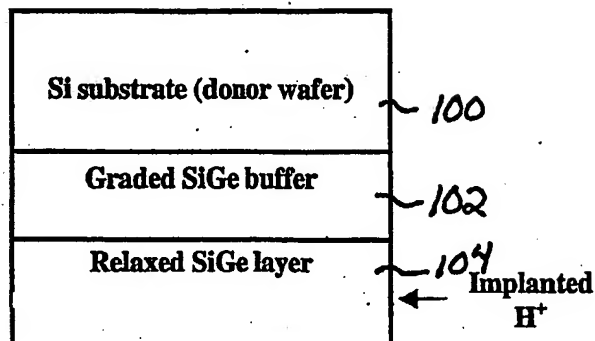 Si substrate (donor wafer)
100
Graded SiGe buffer
102
Relaxed SiGe layer
104
Implanted
H+